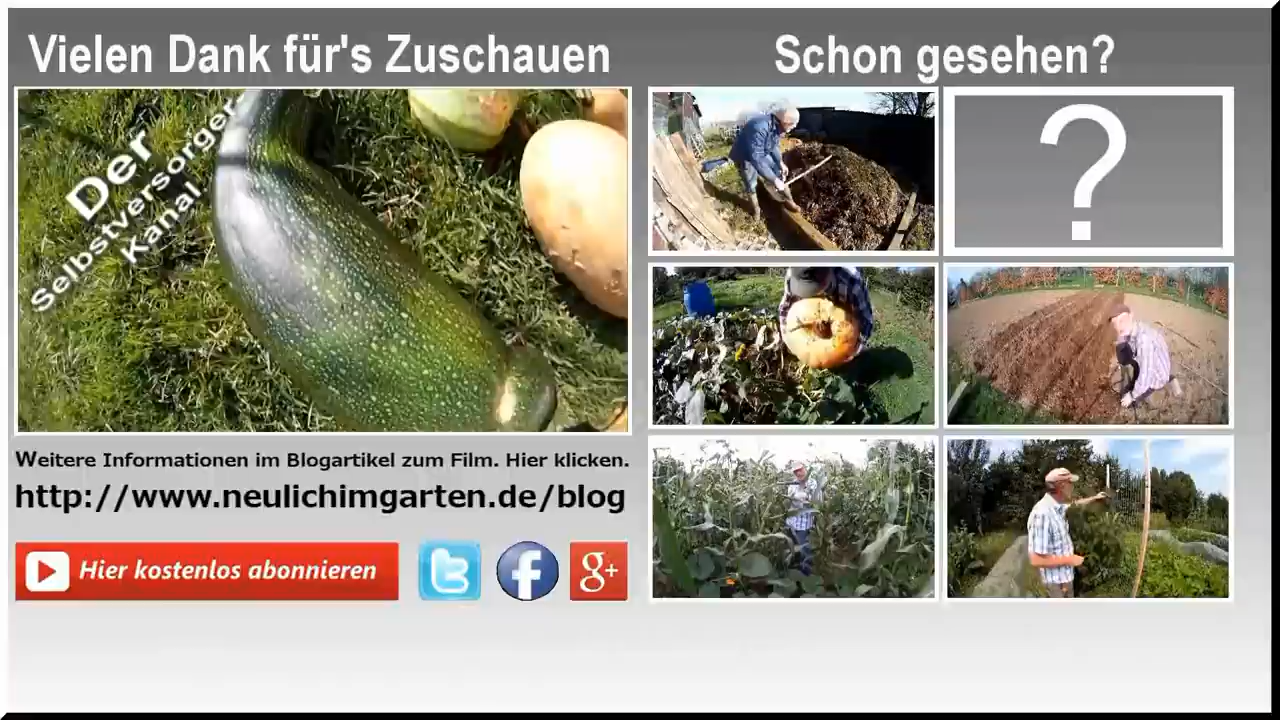 Vielen Dank für's Zuschauen
Der
Selbstversorger
Kanal
Weitere Informationen im Blogartikel zum Film. Hier klicken.
http://www.neulichimgarten.de/blog
Hier kostenlos abonnieren
t
f
g+
Schon gesehen?
?